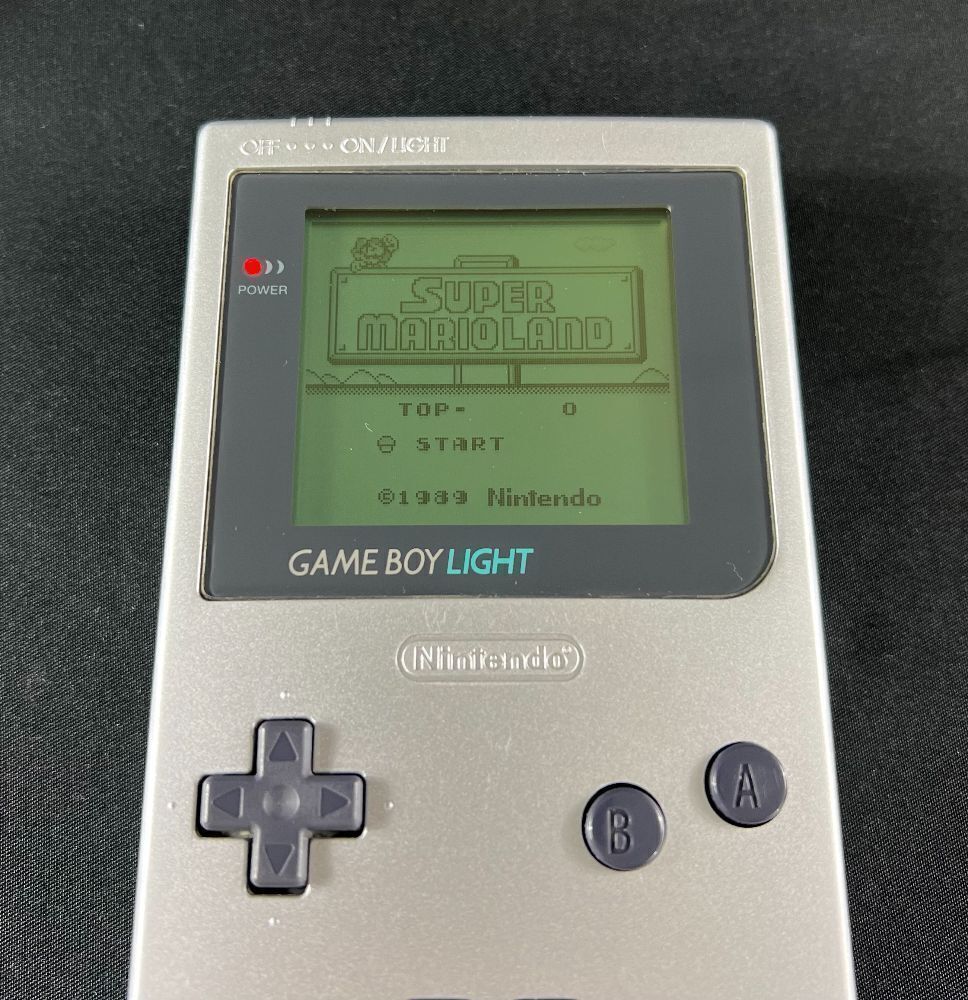 OFF ON/LIGHT
POWER
SUPER
MARIOLAND
TOP- 0
START
©1989 Nintendo
GAME BOY LIGHT
Nintendo®
B A